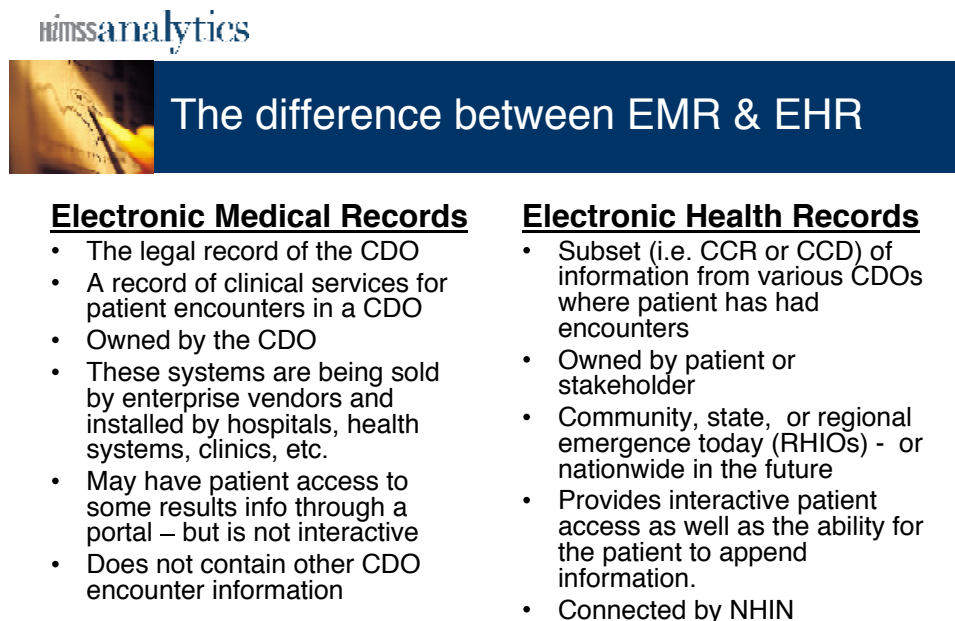 HIMSSanalytics
The difference between EMR & EHR
Electronic Medical Records
• The legal record of the CDO
• A record of clinical services for
patient encounters in a CDO
• Owned by the CDO
• These systems are being sold
by enterprise vendors and
installed by hospitals, health
systems, clinics, etc.
• May have patient access to
some results info through a
portal – but is not interactive
• Does not contain other CDO
encounter information
Electronic Health Records
• Subset (i.e. CCR or CCD) of
information from various CDOs
where patient has had
encounters
• Owned by patient or
stakeholder
• Community, state,  or regional
emergence today (RHIOs) -  or
nationwide in the future
• Provides interactive patient
access as well as the ability for
the patient to append
information.
• Connected by NHIN